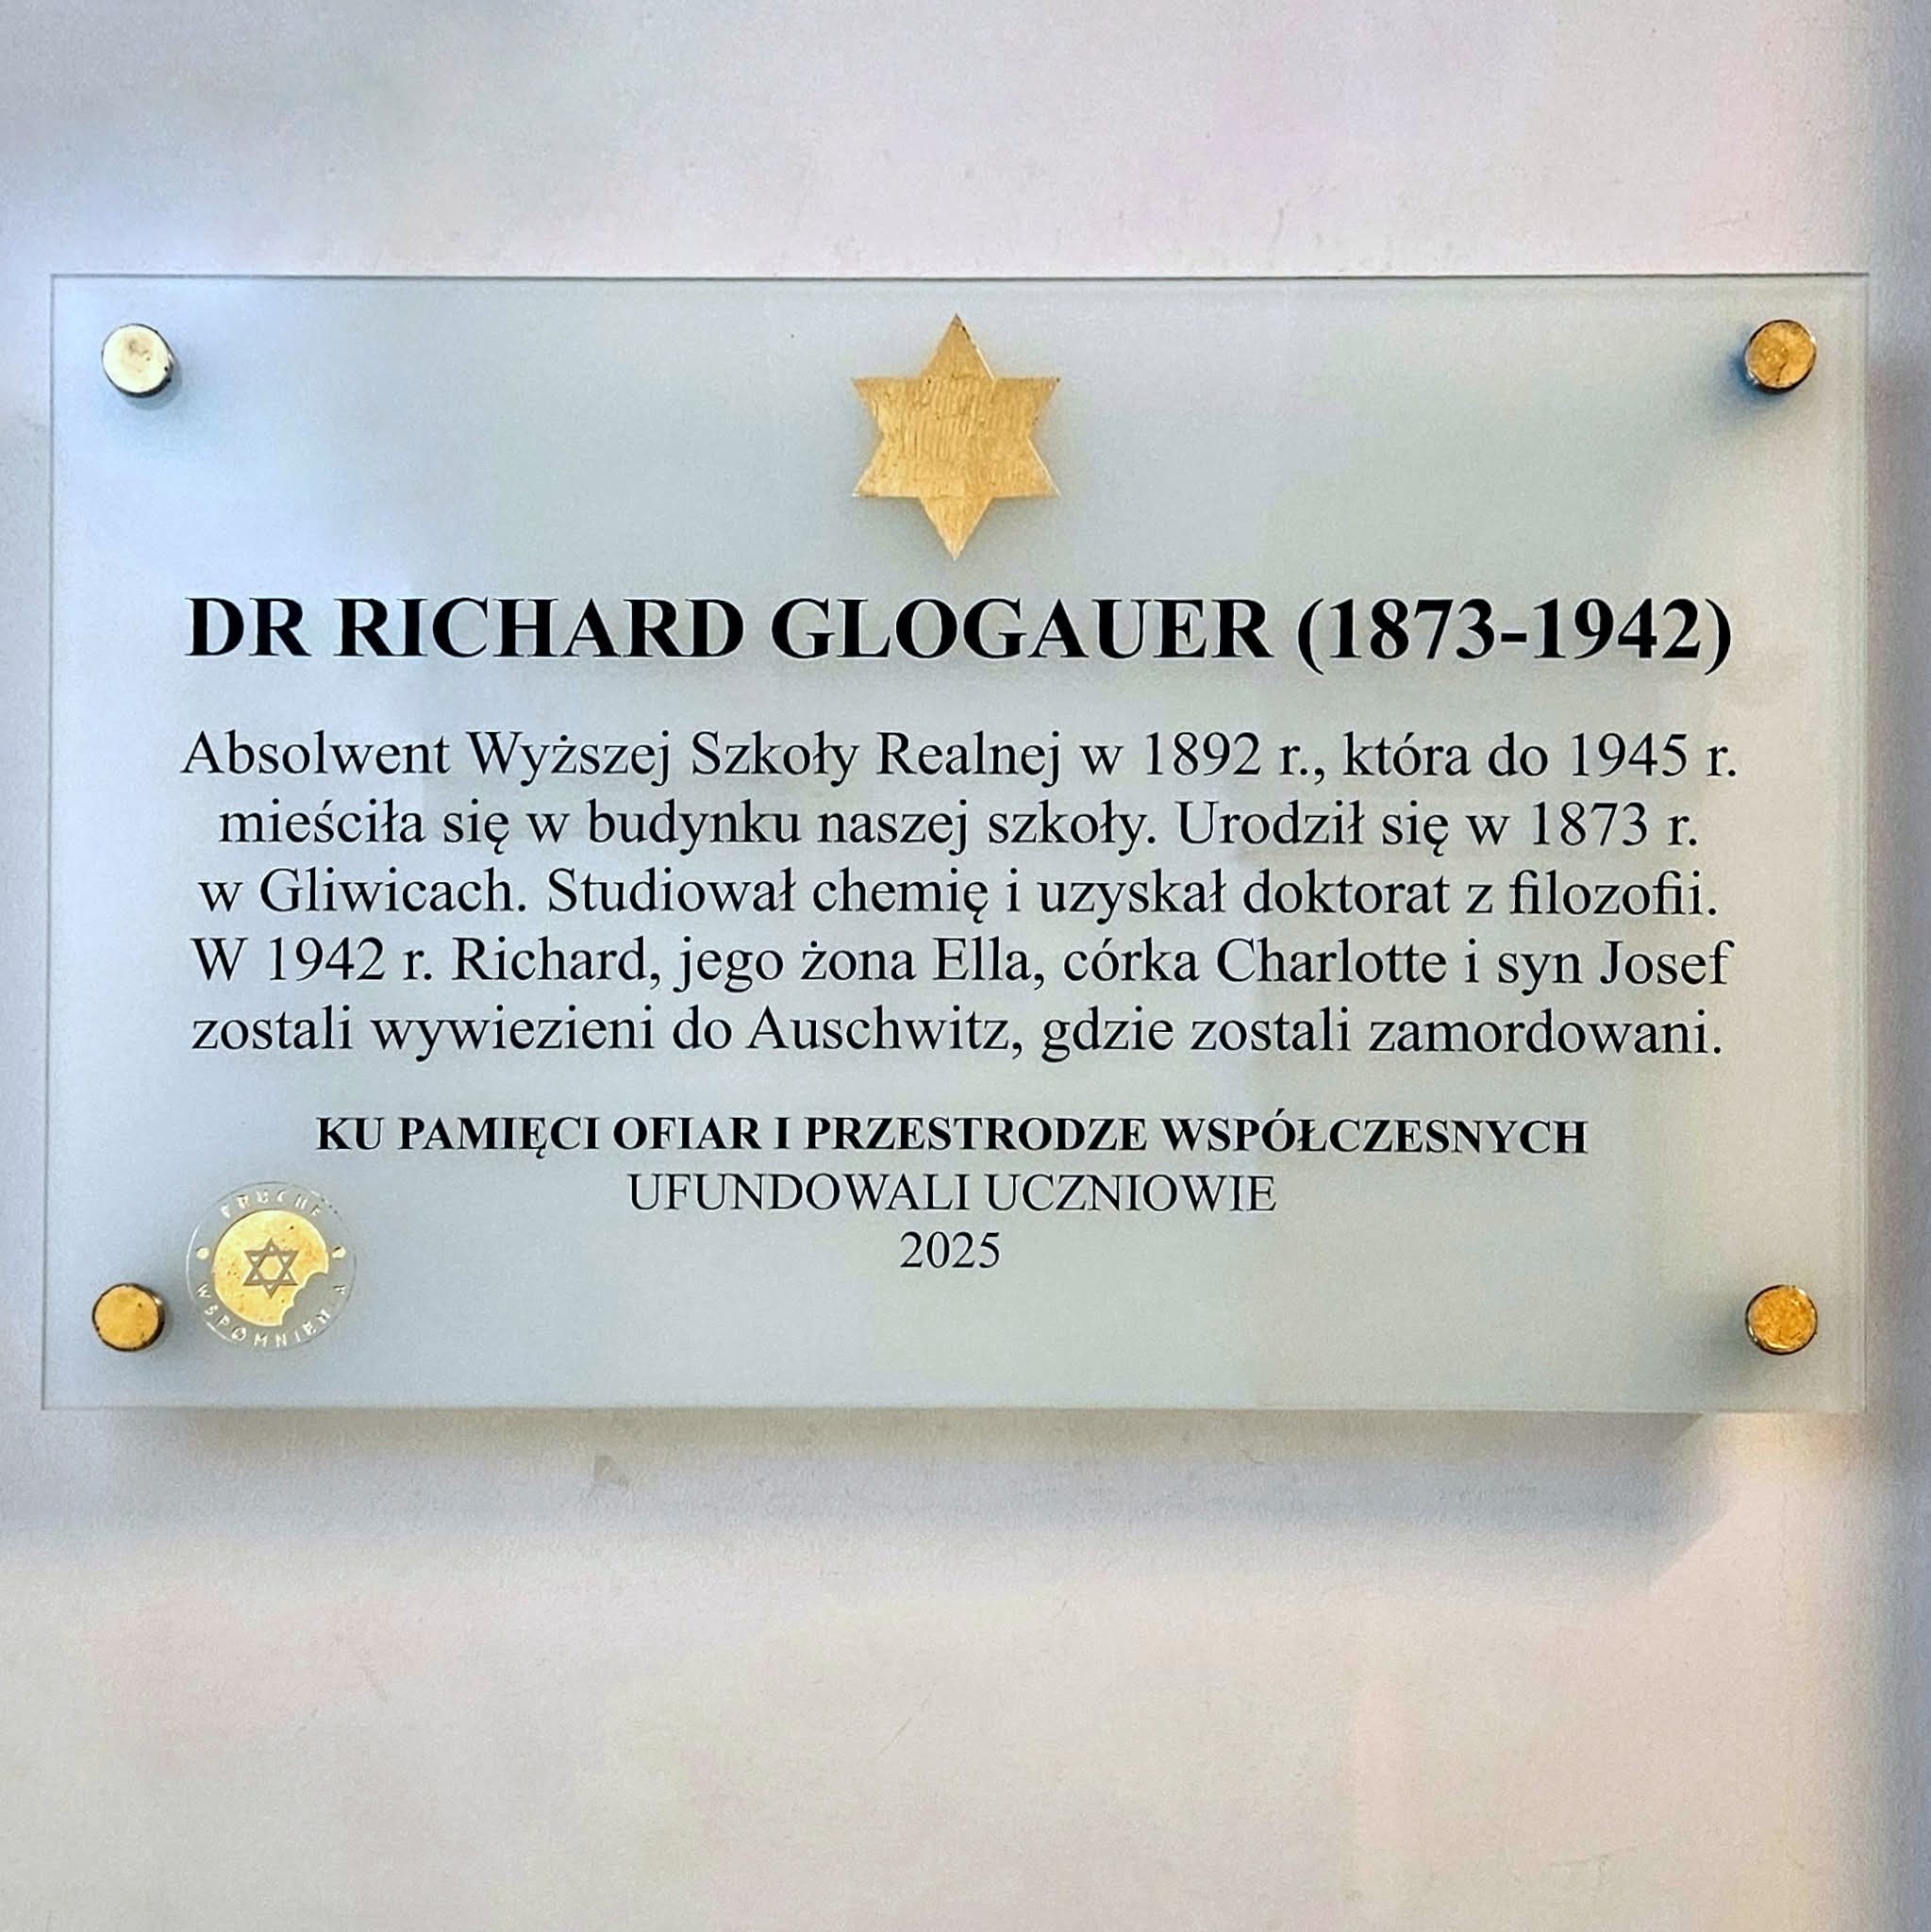 DR RICHARD GLOGAUER (1873-1942)
Absolwent Wyższej Szkoły Realnej w 1892 r., która do 1945 r.
mieściła się w budynku naszej szkoły. Urodził się w 1873 r.
w Gliwicach. Studiował chemię i uzyskał doktorat z filozofii.
W 1942 r. Richard, jego żona Ella, córka Charlotte i syn Josef
zostali wywiezieni do Auschwitz, gdzie zostali zamordowani.
KU PAMIĘCI OFIAR I PRZESTRODZE WSPÓŁCZESNYCH
UFUNDOWALI UCZNIOWIE
2025
WSPOMNIEŃ